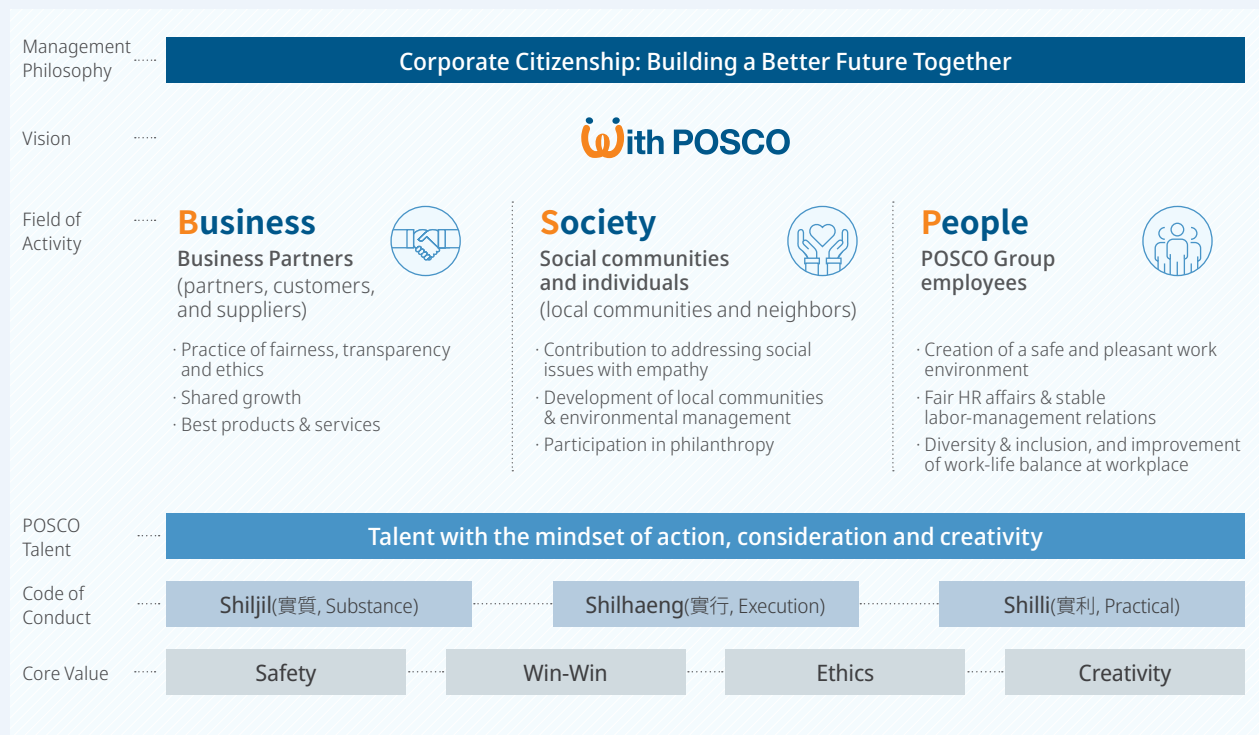 Management
Philosophy
Corporate Citizenship: Building a Better Future Together
Vision
With POSCO
Field of
Activity
Business
Business Partners
(partners, customers,
and suppliers)
· Practice of fairness, transparency
and ethics
· Shared growth
· Best products & services
Society
Social communities
and individuals
(local communities and neighbors)
· Contribution to addressing social
issues with empathy
· Development of local communities
& environmental management
· Participation in philanthropy
People
POSCO Group
employees
· Creation of a safe and pleasant work
environment
· Fair HR affairs & stable
labor-management relations
· Diversity & inclusion, and improvement
of work-life balance at workplace
POSCO
Talent
Talent with the mindset of action, consideration and creativity
Code of
Conduct
Shiljil(實質, Substance)
Shilhaeng(實行, Execution)
Shilli(實利, Practical)
Core Value
Safety
Win-Win
Ethics
Creativity